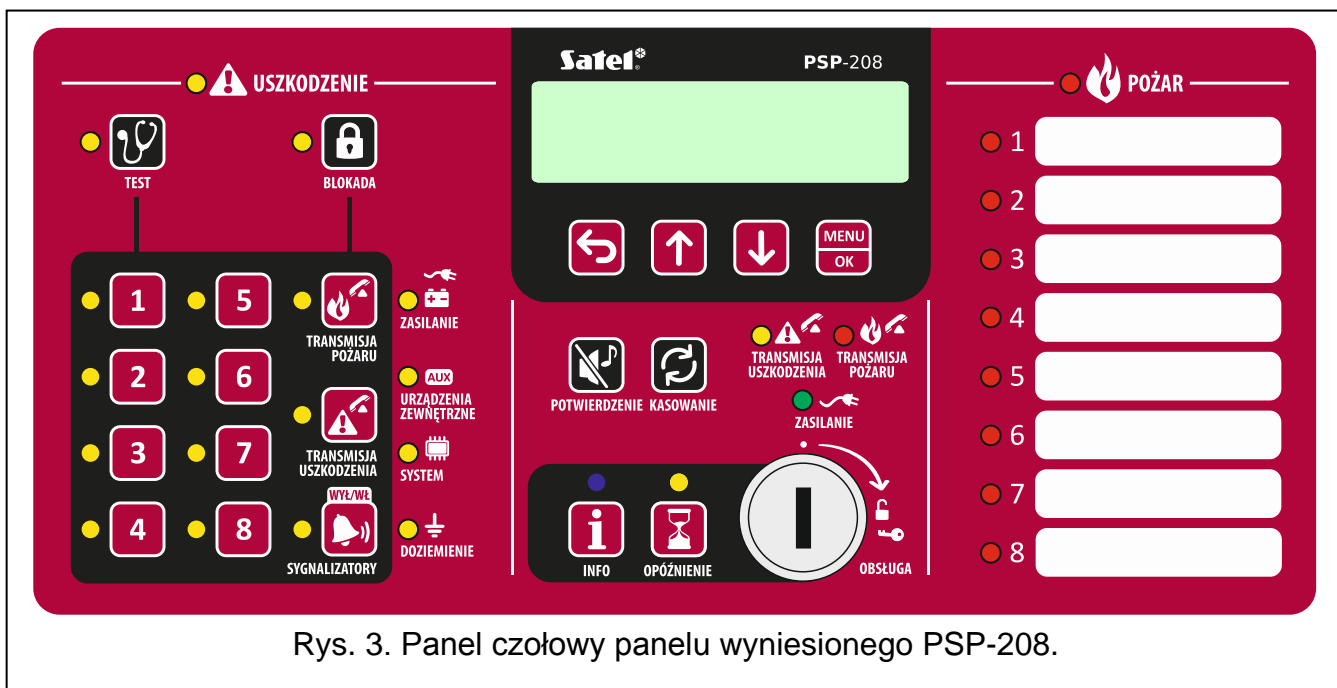 USZKODZENIE
TEST
BLOKADA
1
5
TRANSMISJA
POŻARU
ZASILANIE
2
6
AUX
URZĄDZENIA
ZEWNĘTRZNE
3
7
TRANSMISJA
USZKODZENIA
SYSTEM
4
8
WYŁ/WŁ
SYGNALIZATORY
DOZIEMIENIE
Satel®
PSP-208
MENU
OK
POTWIERDZENIE
KASOWANIE
TRANSMISJA
USZKODZENIA
TRANSMISJA
POŻARU
ZASILANIE
i
INFO
OPÓŹNIENIE
OBSŁUGA
POŻAR
1
2
3
4
5
6
7
8
Rys. 3. Panel czołowy panelu wyniesionego PSP-208.